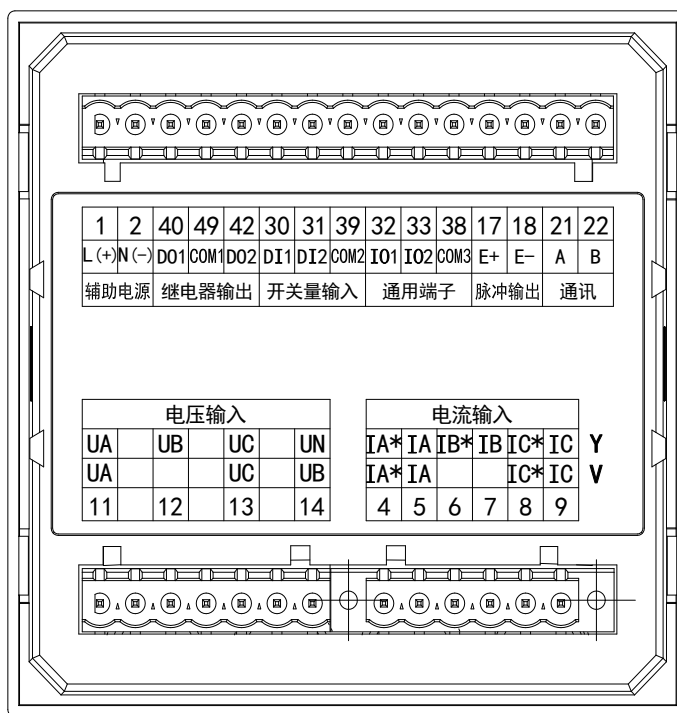 1 2 40 49 42 30 31 39 32 33 38 17 18 21 22
L(+) N(-) DO1 COM1 DO2 DI1 DI2 COM2 IO1 IO2 COM3 E+ E- A B
辅助电源 继电器输出 开关量输入 通用端子 脉冲输出 通讯
电压输入 电流输入
UA UB UC UN IA* IA IB* IB IC* IC Y
UA UC UB IA* IA IC* IC V
11 12 13 14 4 5 6 7 8 9